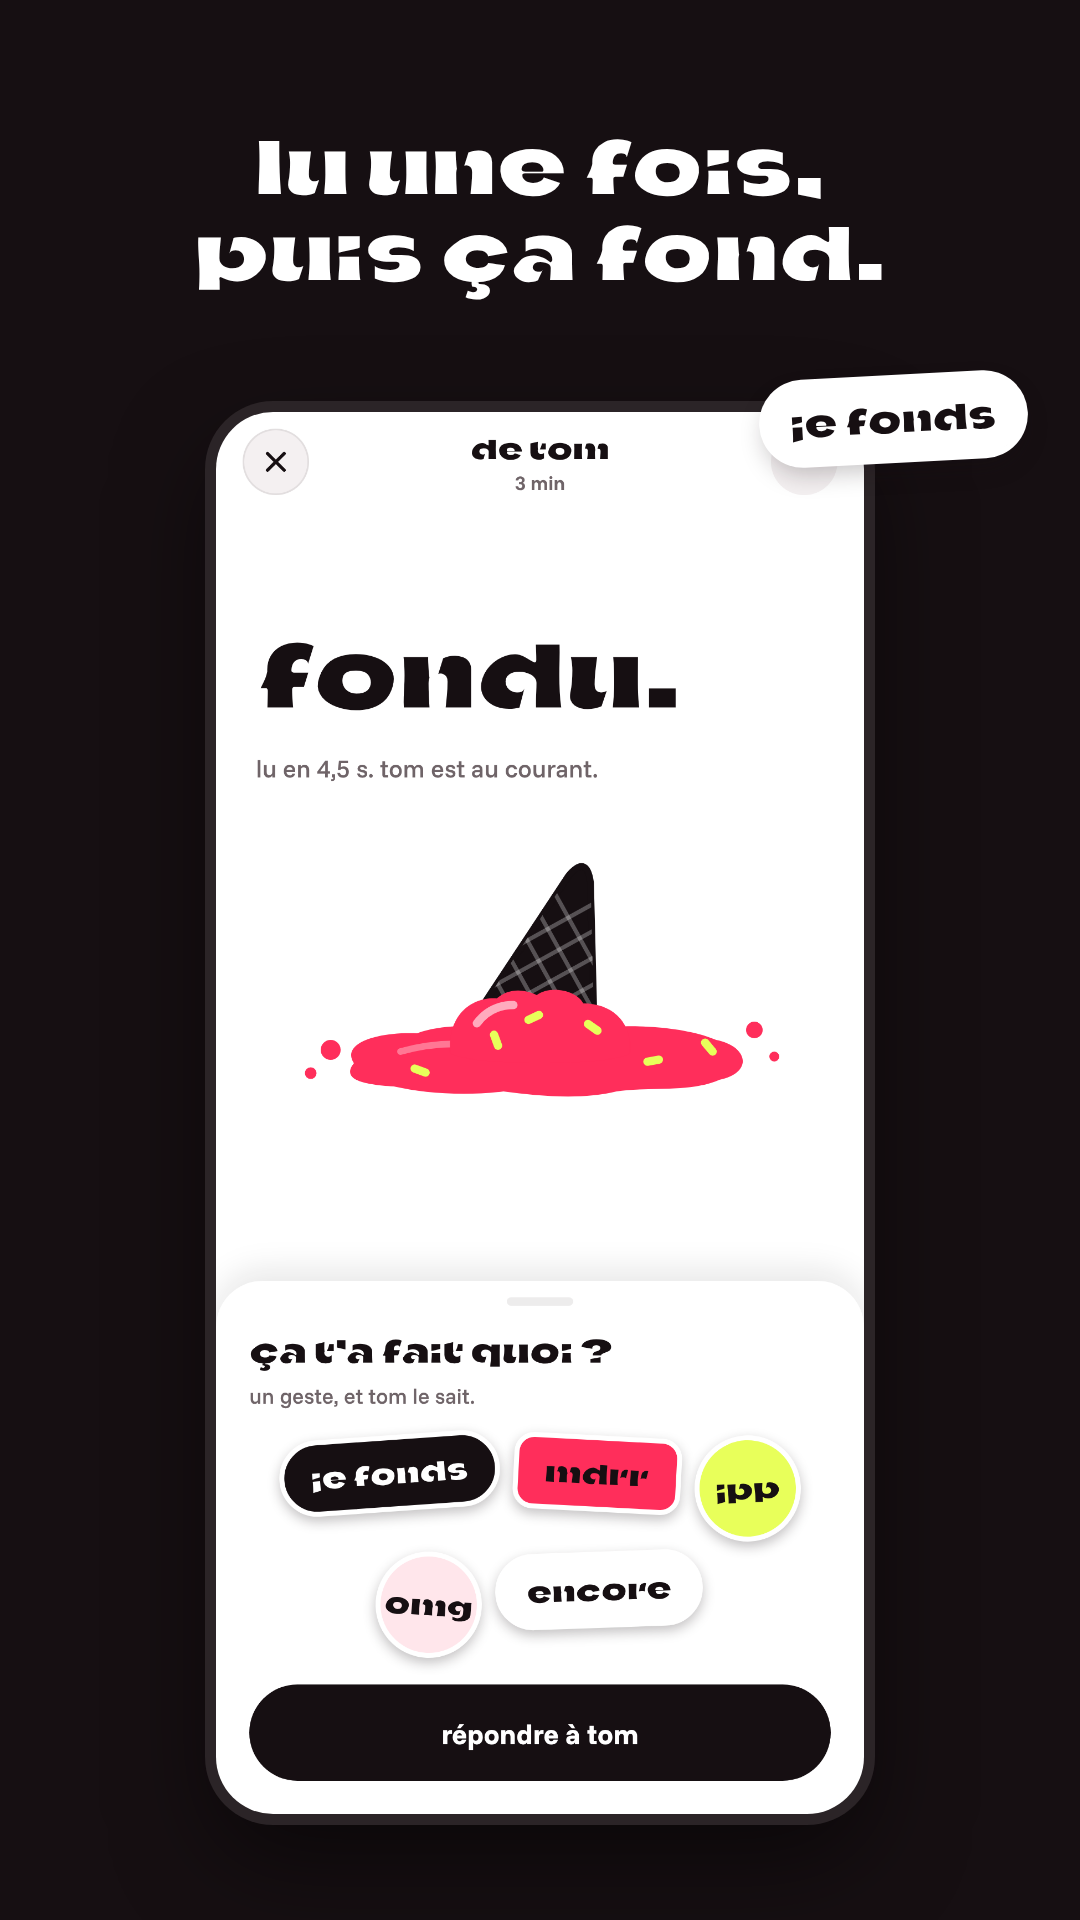 lu une fois,
puis ça fond.
je fonds
de tom
3 min
fondu.
lu en 4,5 s. tom est au courant.
ça t'a fait quoi ?
un geste, et tom le sait.
je fonds
mdrr
jpp
omg
encore
répondre à tom